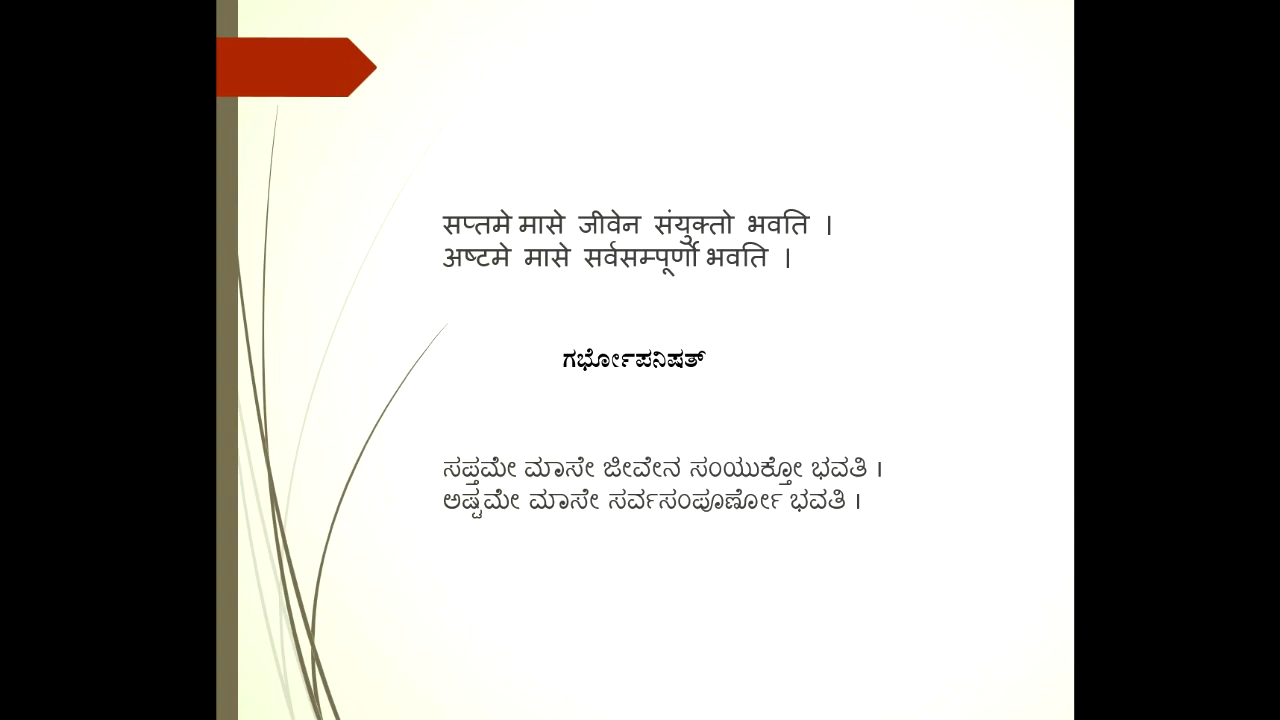 सप्तमे मासे जीवेन संयुक्तो भवति ।
अष्टमे मासे सर्वसम्पूर्णो भवति ।
ಗರ್ಭೋಪನಿಷತ್
ಸಪ್ತಮೇ ಮಾಸೇ ಜೀವೇನ ಸಂಯುಕ್ತೋ ಭವತಿ ।
ಅಷ್ಟಮೇ ಮಾಸೇ ಸರ್ವಸಂಪೂರ್ಣೋ ಭವತಿ ।